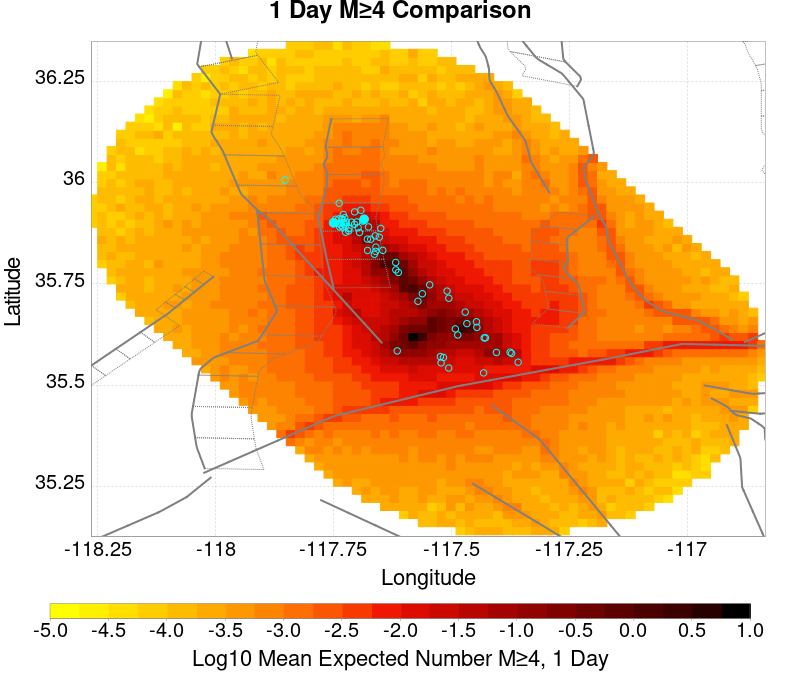 1 Day M≥4 Comparison
36.25
36
35.75
35.5
35.25
Latitude
-118.25 -118 -117.75 -117.5 -117.25 -117
Longitude
-5.0 -4.5 -4.0 -3.5 -3.0 -2.5 -2.0 -1.5 -1.0 -0.5 0.0 0.5 1.0
Log10 Mean Expected Number M≥4, 1 Day